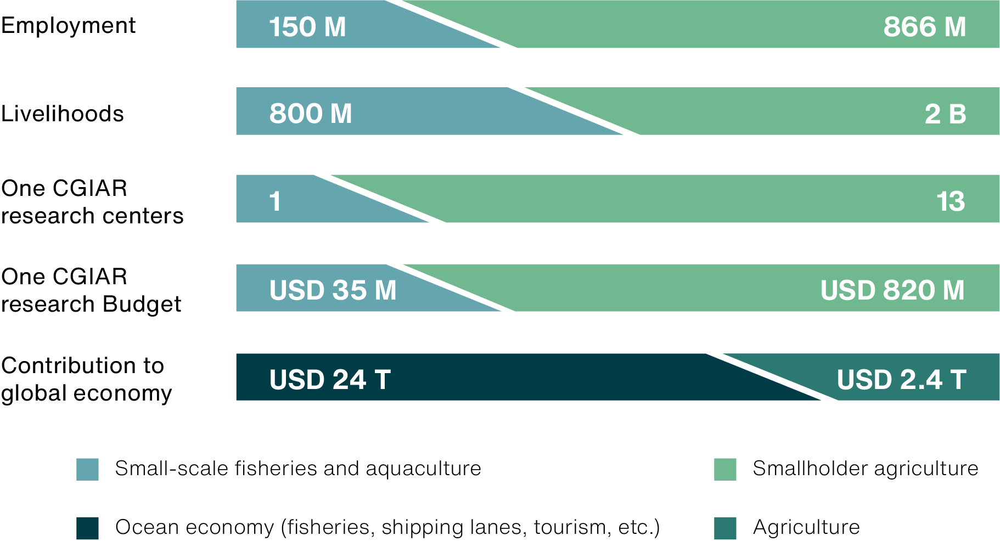 Employment
150 M
866 M
Livelihoods
800 M
2 B
One CGIAR
research centers
1
13
One CGIAR
research Budget
USD 35 M
USD 820 M
Contribution to
global economy
USD 24 T
USD 2.4 T
Small-scale fisheries and aquaculture
Smallholder agriculture
Ocean economy (fisheries, shipping lanes, tourism, etc.)
Agriculture